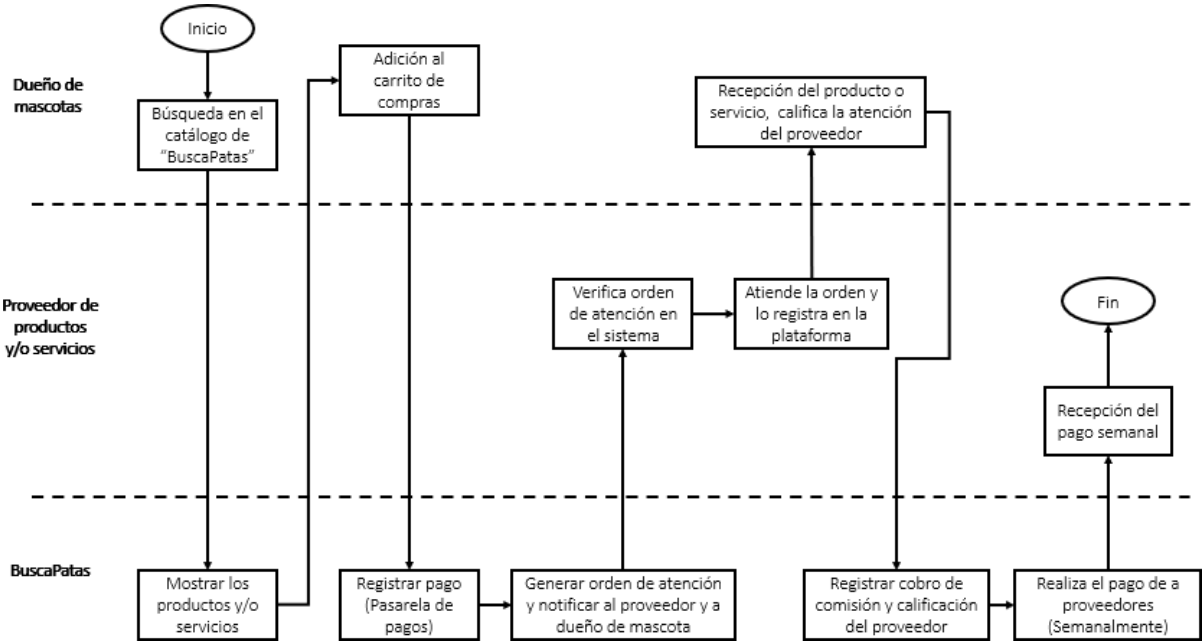 Inicio
Dueño de
mascotas
Búsqueda en el
catálogo de
“BuscaPatas”
Adición al
carrito de
compras
Recepción del producto o
servicio, califica la atención
del proveedor
Proveedor de
productos
y/o servicios
Verifica orden
de atención en
el sistema
Atiende la orden y
lo registra en la
plataforma
Fin
Recepción del
pago semanal
BuscaPatas
Mostrar los
productos y/o
servicios
Registrar pago
(Pasarela de
pagos)
Generar orden de atención
y notificar al proveedor y a
dueño de mascota
Registrar cobro de
comisión y calificación
del proveedor
Realiza el pago de a
proveedores
(Semanalmente)